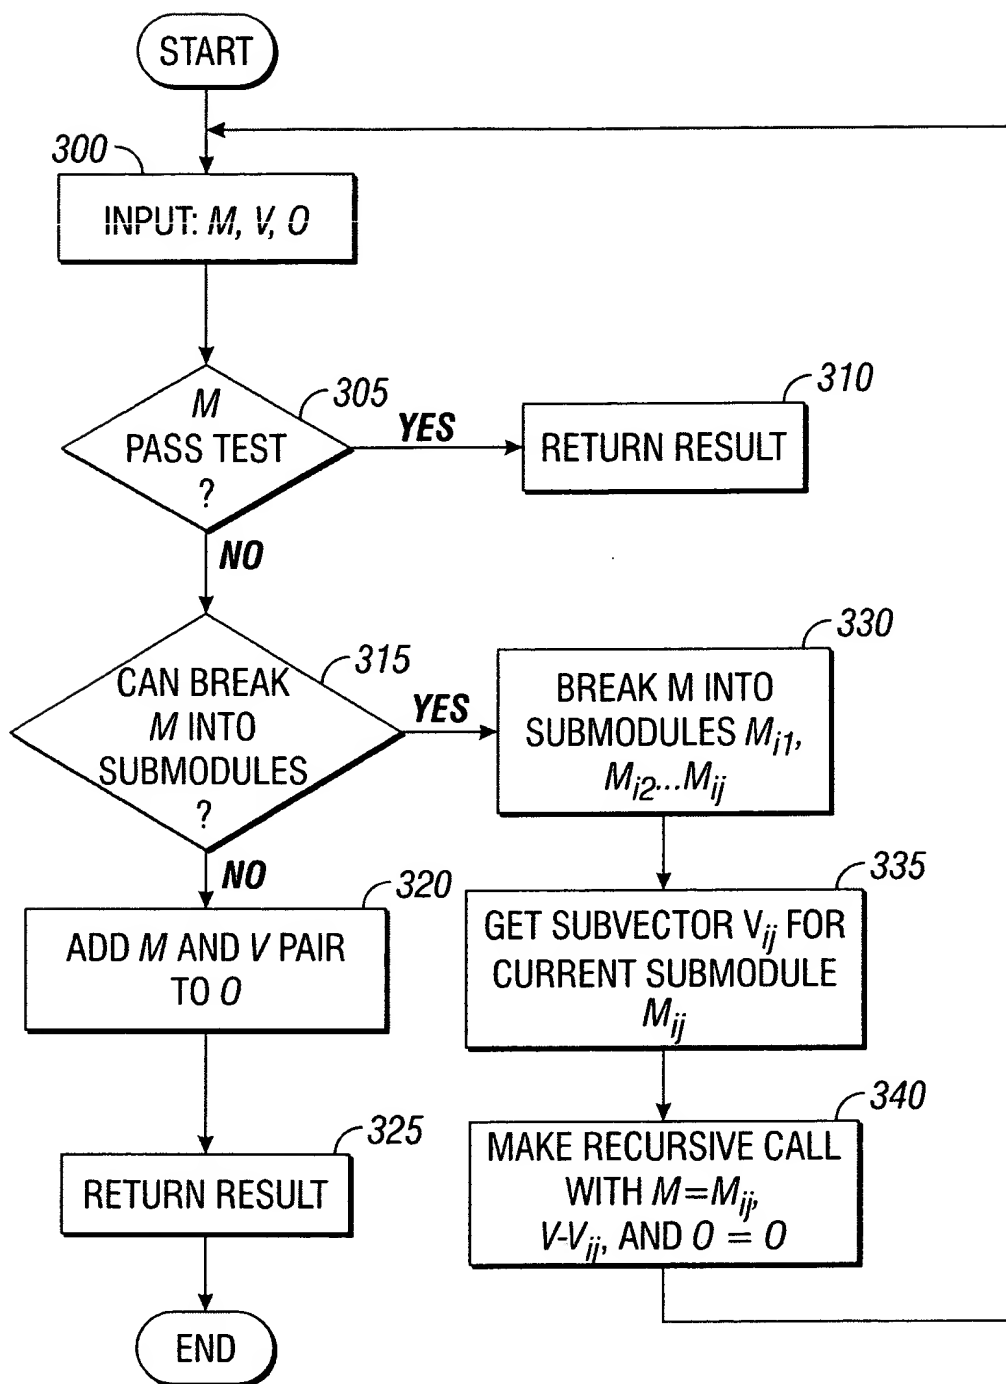 START
300
INPUT: M, V, O
305
M
PASS TEST
?
YES
310
RETURN RESULT
NO
315
CAN BREAK
M INTO
SUBMODULES
?
YES
330
BREAK M INTO
SUBMODULES Mi1,
Mi2...Mij
NO
320
ADD M AND V PAIR
TO O
335
GET SUBVECTOR Vij FOR
CURRENT SUBMODULE
Mij
325
RETURN RESULT
340
MAKE RECURSIVE CALL
WITH M=Mij,
V-Vij, AND O = O
END